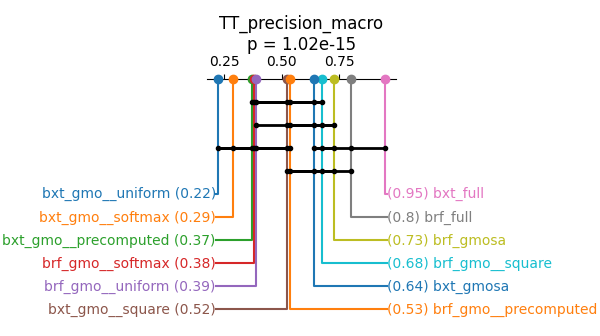 TT_precision_macro
p = 1.02e-15
0.25 0.50 0.75
bxt_gmo__uniform (0.22) (0.95) bxt_full
bxt_gmo__softmax (0.29) (0.8) brf_full
bxt_gmo__precomputed (0.37) (0.73) brf_gmosa
brf_gmo__softmax (0.38) (0.68) brf_gmo__square
brf_gmo__uniform (0.39) (0.64) bxt_gmosa
bxt_gmo__square (0.52) (0.53) brf_gmo__precomputed